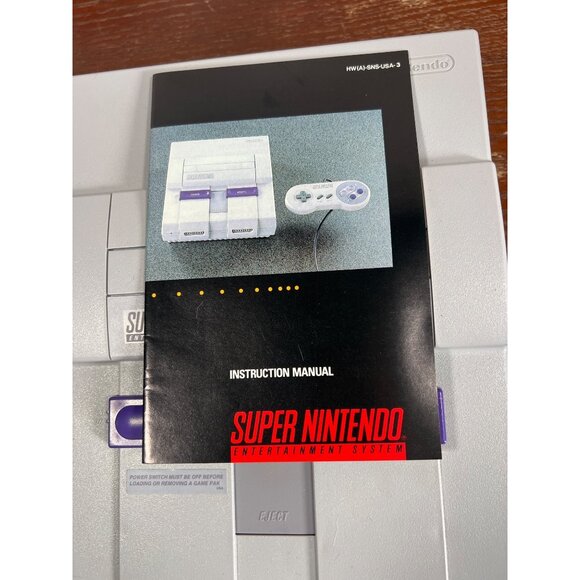 HW(A)-SNS-USA-3
INSTRUCTION MANUAL
SUPER NINTENDO
ENTERTAINMENT SYSTEM
POWER SWITCH MUST BE OFF BEFORE
LOADING OR REMOVING A GAME PAK
EJECT